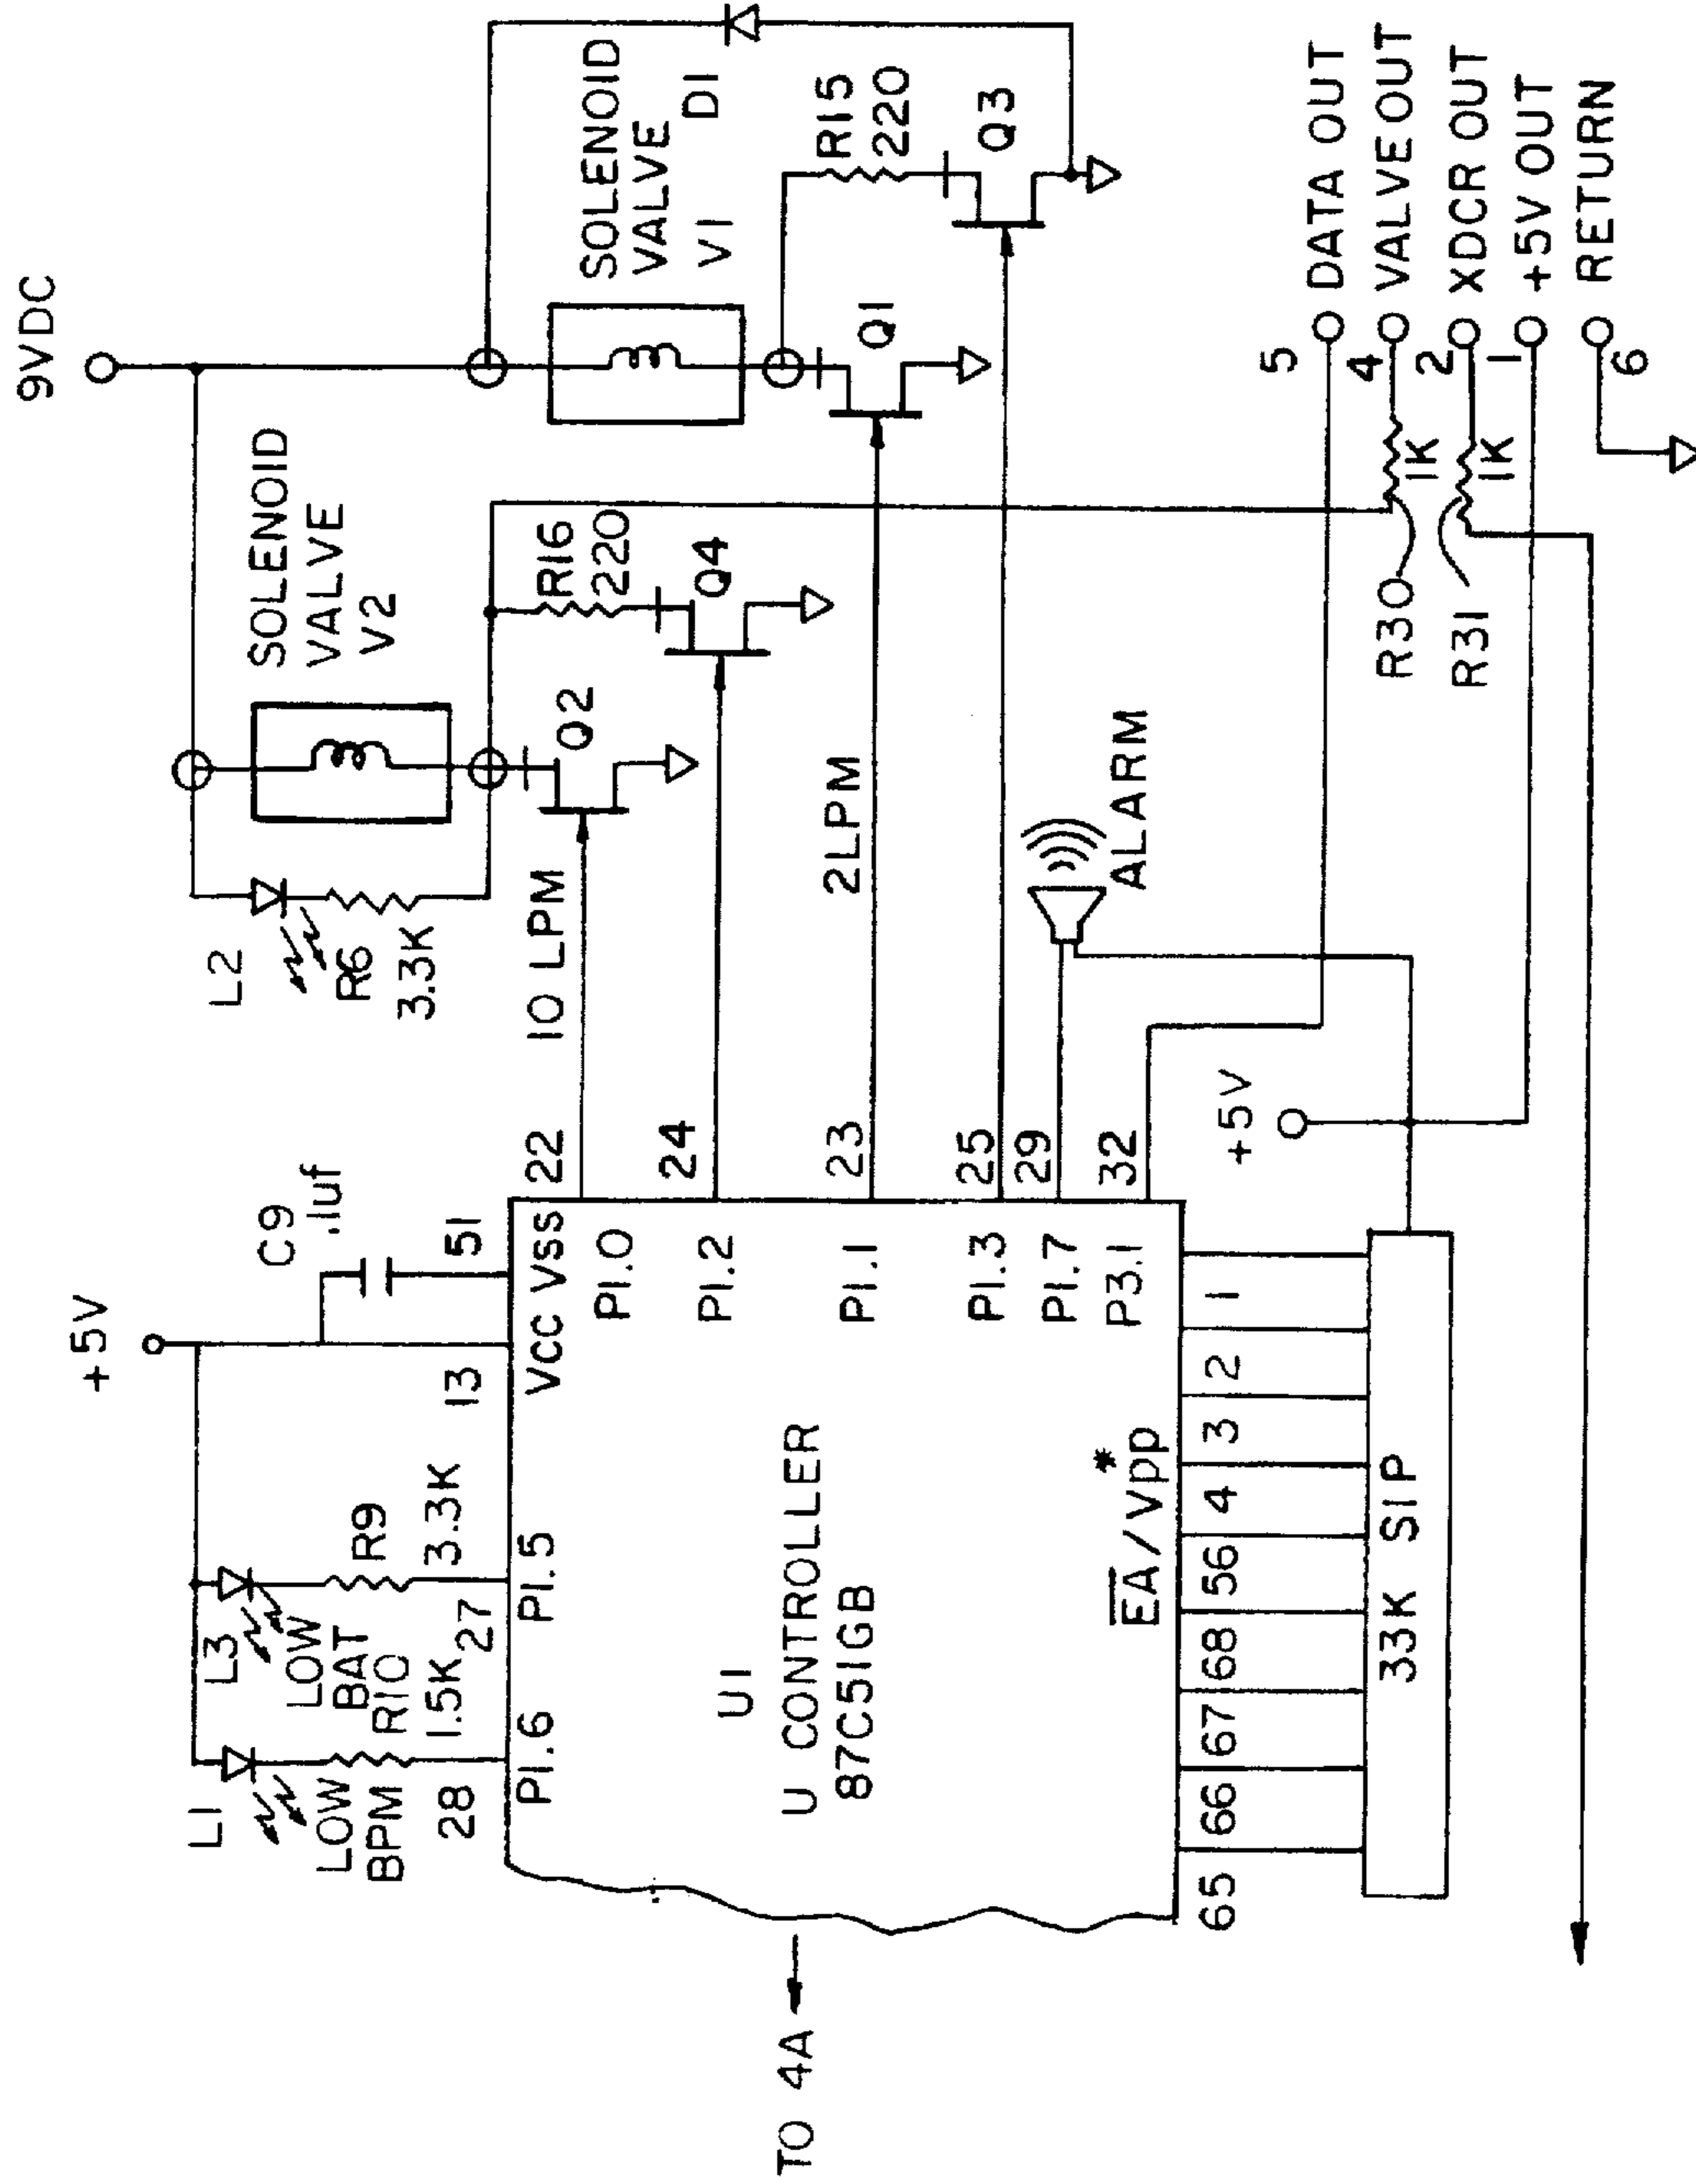 9VDC
SOLENOID
VALVE
V1
D1
R15
220
Q3
Q1
SOLENOID
VALVE
V2
L2
R6
3.3K
Q2
R16
220
Q4
10 LPM
2LPM
ALARM
+5V
C9
.1uf
13
51
VCC
VSS
L3
LOW
BAT
R9
3.3K
27
P1.5
L1
LOW
BPM
R10
1.5K
28
P1.6
22
P1.0
24
P1.2
23
P1.1
25
P1.3
29
P1.7
32
P3.1
U1
U CONTROLLER
87C51GB
EA/Vpp*
TO 4A
65
66
67
68
56
4
3
2
1
33K SIP
+5V
R30
1K
R31
1K
5
DATA OUT
4
VALVE OUT
2
XDCR OUT
1
+5V OUT
6
RETURN